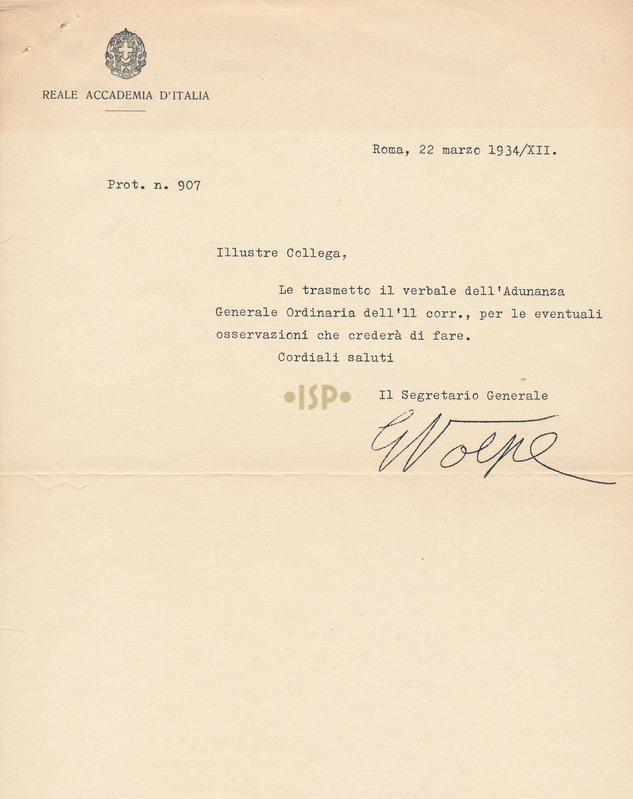 REALE ACCADEMIA D'ITALIA
Roma, 22 marzo 1934/XII.
Prot. n. 907
Illustre Collega,
Le trasmetto il verbale dell'Adunanza
Generale Ordinaria dell'11 corr., per le eventuali
osservazioni che crederà di fare.
Cordiali saluti
•ISP•
Il Segretario Generale
G Volpe